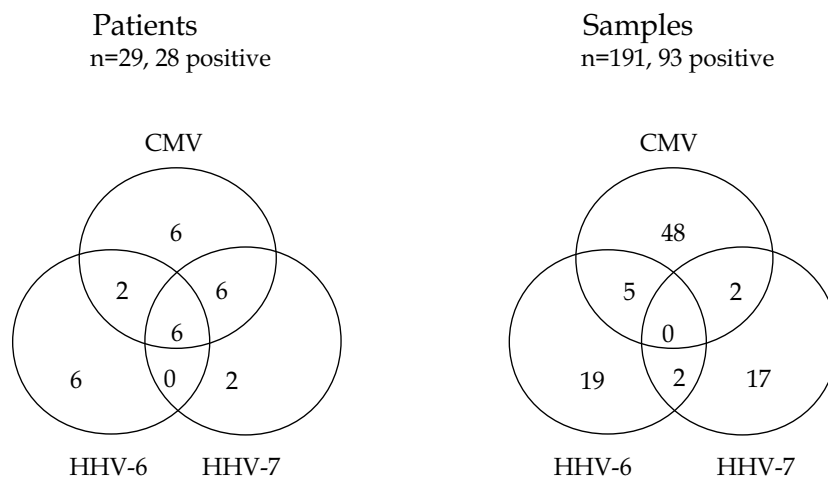 Patients
n=29, 28 positive
CMV
6
2
6
6
6
0
2
HHV-6
HHV-7
Samples
n=191, 93 positive
CMV
48
5
2
0
19
2
17
HHV-6
HHV-7